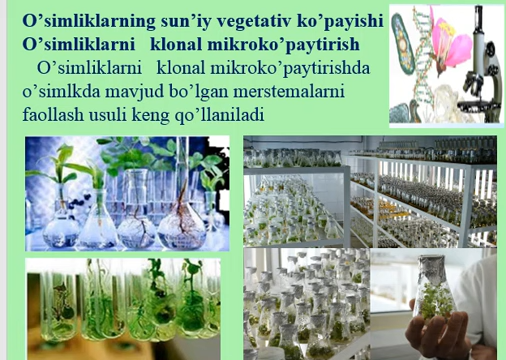 O’simliklarning sun’iy vegetativ ko’payishi
O’simliklarni klonal mikroko’paytirish
O’simliklarni klonal mikroko’paytirishda
o’simlkda mavjud bo’lgan merstemalarni
faollash usuli keng qo’llaniladi